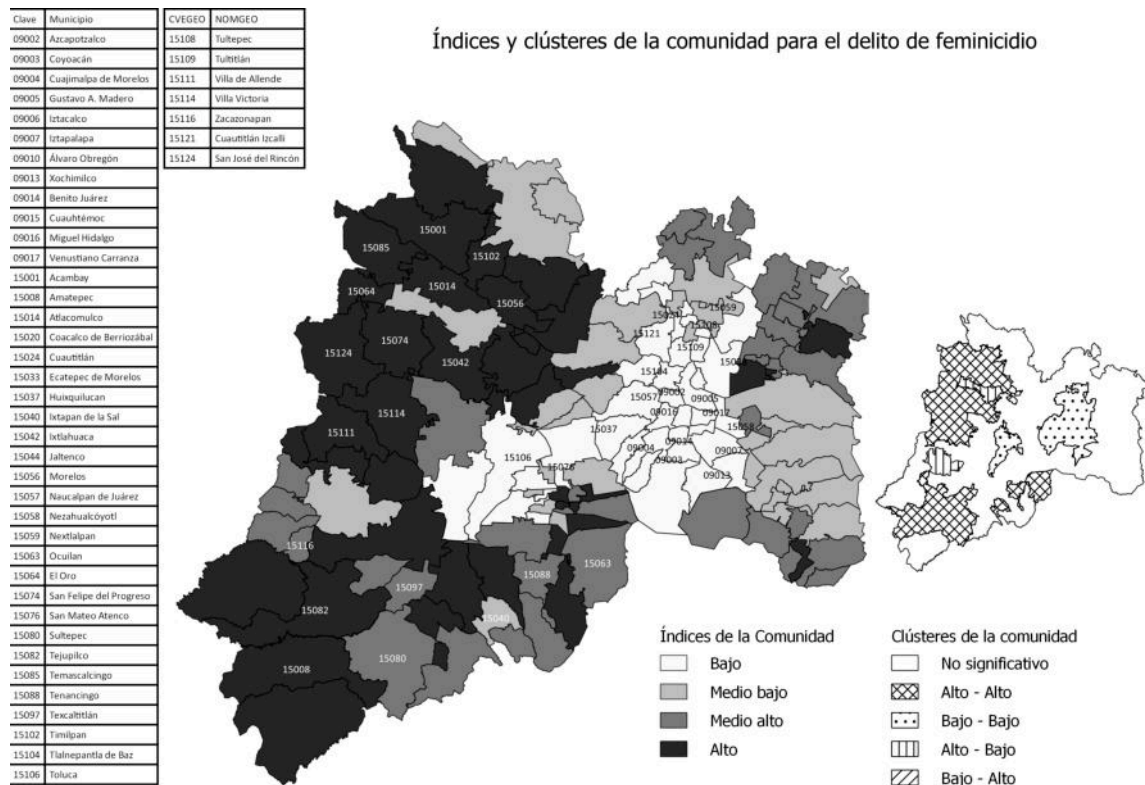 Clave Municipio
09002 Azcapotzalco
09003 Coyoacán
09004 Cuajimalpa de Morelos
09005 Gustavo A. Madero
09006 Iztacalco
09007 Iztapalapa
09010 Álvaro Obregón
09013 Xochimilco
09014 Benito Juárez
09015 Cuauhtémoc
09016 Miguel Hidalgo
09017 Venustiano Carranza
15001 Acambay
15008 Amatepec
15014 Atlacomulco
15020 Coacalco de Berriozábal
15024 Cuautitlán
15033 Ecatepec de Morelos
15037 Huixquilucan
15040 Ixtapan de la Sal
15042 Ixtlahuaca
15044 Jaltenco
15056 Morelos
15057 Naucalpan de Juárez
15058 Nezahualcóyotl
15059 Nextlalpan
15063 Ocuilan
15064 El Oro
15074 San Felipe del Progreso
15076 San Mateo Atenco
15080 Sultepec
15082 Tejupilco
15085 Temascalcingo
15088 Tenancingo
15097 Texcaltitlán
15102 Timilpan
15104 Tlalnepantla de Baz
15106 Toluca
CVEGEO NOMGEO
15108 Tultepec
15109 Tultitlán
15111 Villa de Allende
15114 Villa Victoria
15116 Zacazonapan
15121 Cuautitlán Izcalli
15124 San José del Rincón
Índices y clústeres de la comunidad para el delito de feminicidio
15001
15085
15102
15014
15064
15056
15059
15108
15121
15109
15074
15124
15042
15104
09002
15057
09005
09016
09017
15114
15037
15058
15111
09014
09004
09007
15106
09003
15076
09013
15116
15063
15088
15097
15082
15040
15080
15008
Índices de la Comunidad
Bajo
Medio bajo
Medio alto
Alto
Clústeres de la comunidad
No significativo
Alto - Alto
Bajo - Bajo
Alto - Bajo
Bajo - Alto